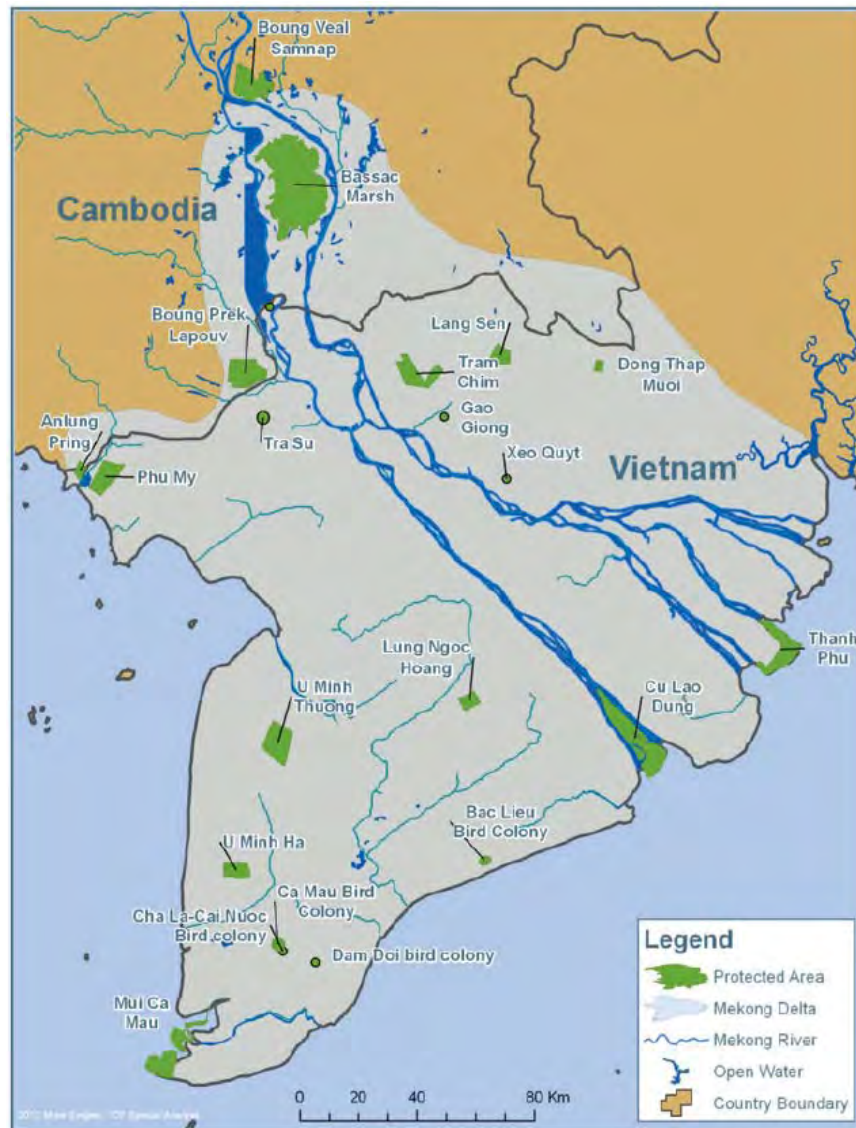 Boung Veal
Samnap
Bassac
Marsh
Cambodia
Boung Prek
Lapouv
Lang Sen
Tram
Chim
Dong Thap
Muoi
Anlung
Pring
Gao
Giong
Tra Su
Xeo Quyt
Phu My
Vietnam
Thanh
Phu
Lung Ngoc
Hoang
U Minh
Thuong
Cu Lao
Dung
Bac Lieu
Bird Colony
U Minh Ha
Ca Mau Bird
Colony
Cha La-Cai Nuoc
Bird colony
Dam Doi bird colony
Mui Ca
Mau
Legend
Protected Area
Mekong Delta
Mekong River
Open Water
Country Boundary
0 20 40 80 Km